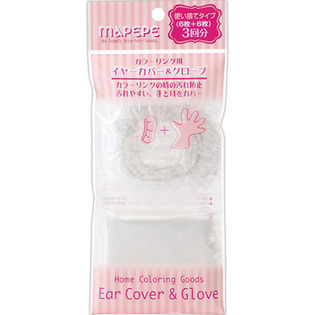 mapepe
使い捨てタイプ
(6枚+6枚)
3回分
カラーリング用
イヤーカバー&グローブ
カラーリングの時の汚れ防止
汚れやすい、手と耳をカバー
+
Home Coloring Goods
Ear Cover & Glove